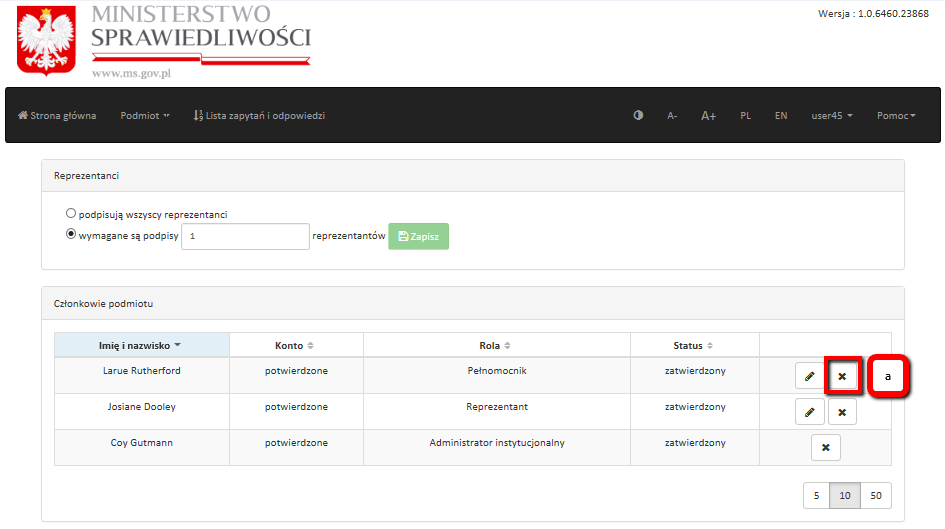 MINISTERSTWO
SPRAWIEDLIWOŚCI
www.ms.gov.pl
Wersja : 1.0.6460.23868
Strona główna Podmiot Lista zapytań i odpowiedzi A- A+ PL EN user45 Pomoc
Reprezentanci
podpisują wszyscy reprezentanci
wymagane są podpisy 1 reprezentantów Zapisz
Członkowie podmiotu
Imię i nazwisko Konto Rola Status
Larue Rutherford potwierdzone Pełnomocnik zatwierdzony a
Josiane Dooley potwierdzone Reprezentant zatwierdzony
Coy Gutmann potwierdzone Administrator instytucjonalny zatwierdzony
5 10 50